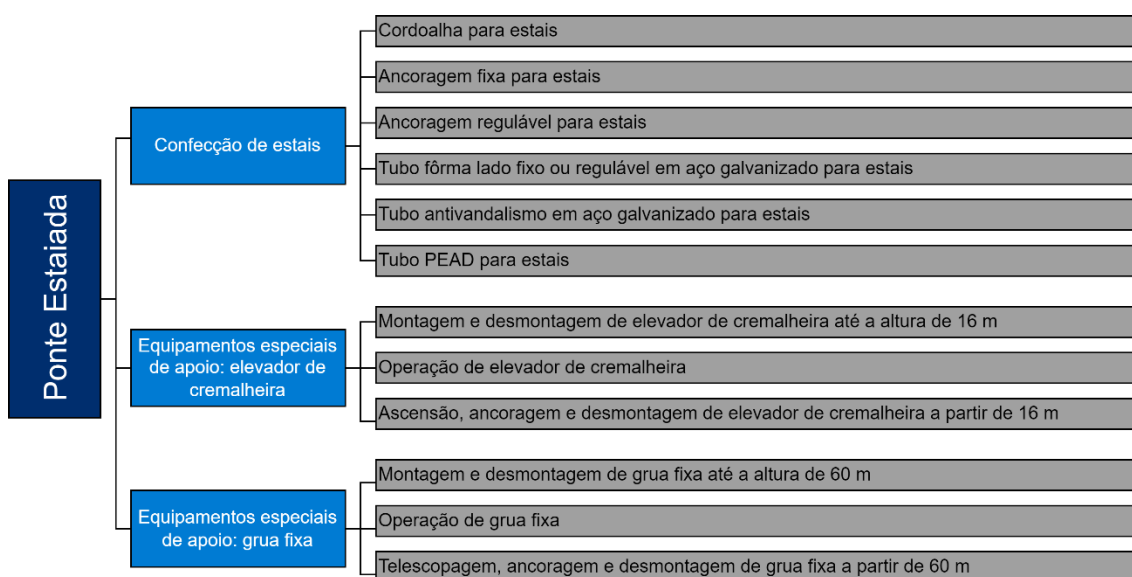 Ponte Estaiada
Confecção de estais
Cordoalha para estais
Ancoragem fixa para estais
Ancoragem regulável para estais
Tubo fôrma lado fixo ou regulável em aço galvanizado para estais
Tubo antivandalismo em aço galvanizado para estais
Tubo PEAD para estais
Equipamentos especiais
de apoio: elevador de
cremalheira
Montagem e desmontagem de elevador de cremalheira até a altura de 16 m
Operação de elevador de cremalheira
Ascensão, ancoragem e desmontagem de elevador de cremalheira a partir de 16 m
Equipamentos especiais
de apoio: grua fixa
Montagem e desmontagem de grua fixa até a altura de 60 m
Operação de grua fixa
Telescopagem, ancoragem e desmontagem de grua fixa a partir de 60 m